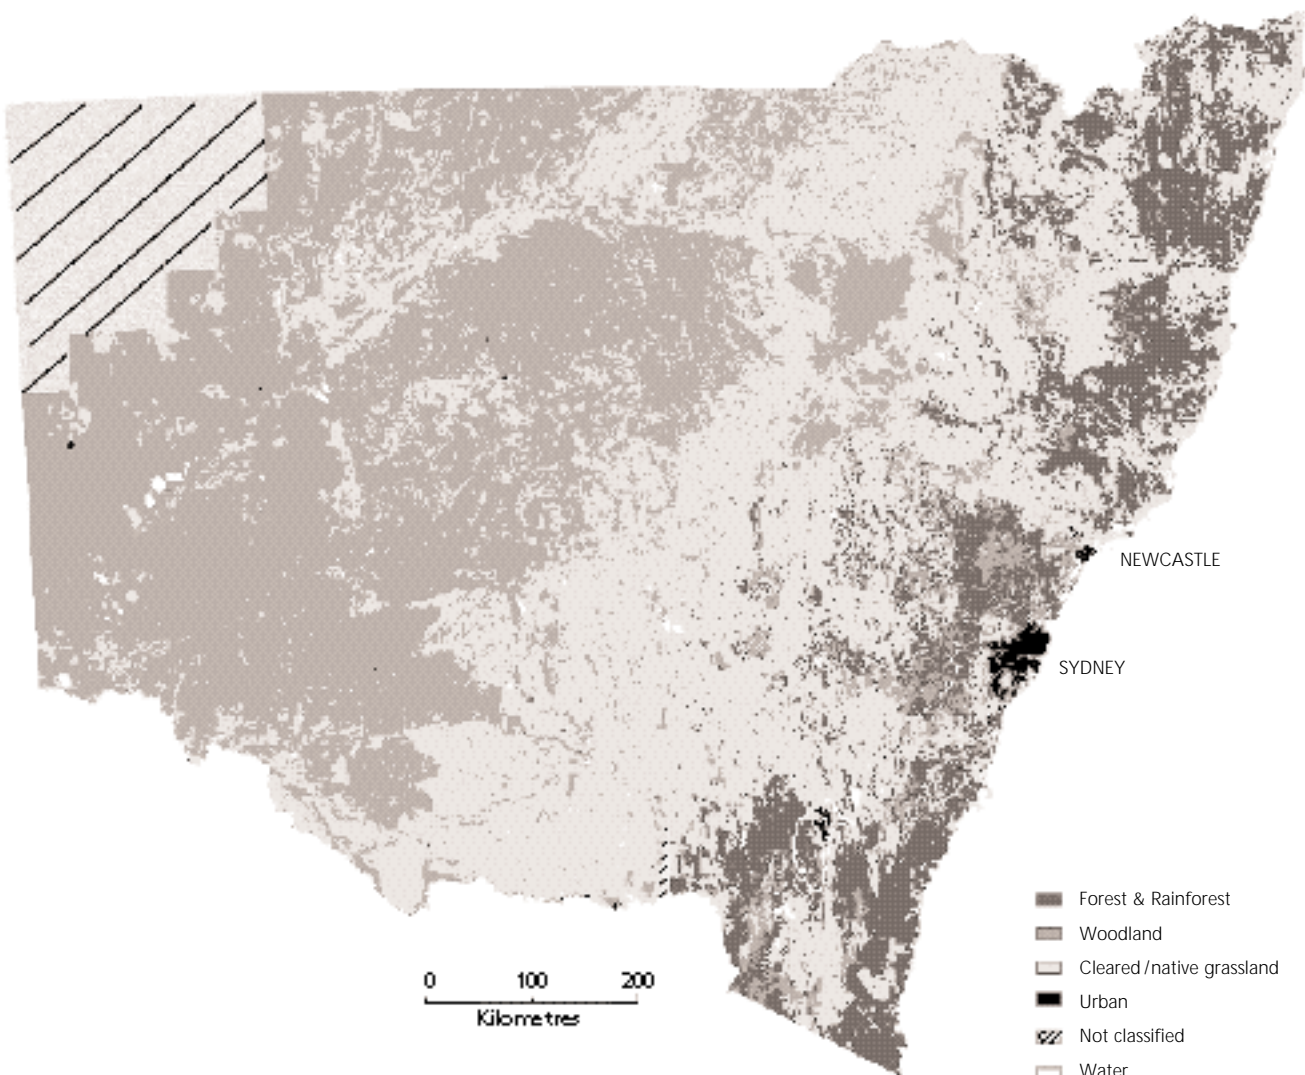 NEWCASTLE
SYDNEY
0 100 200
Kilometres
Forest & Rainforest
Woodland
Cleared/native grassland
Urban
Not classified
Water